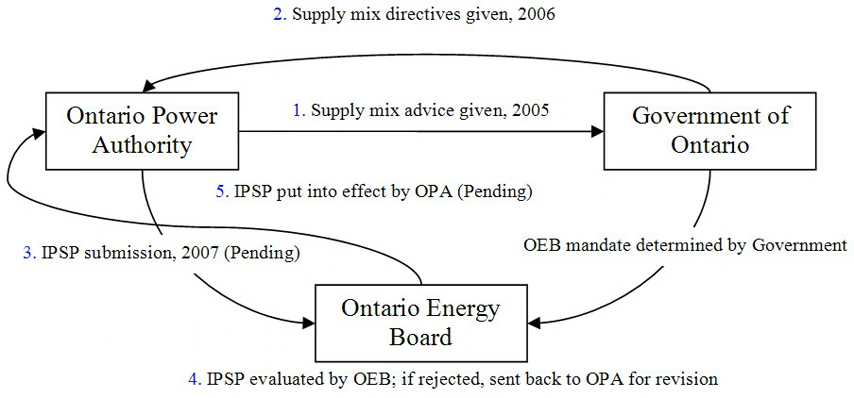 2. Supply mix directives given, 2006
Ontario Power
Authority
1. Supply mix advice given, 2005
Government of
Ontario
5. IPSP put into effect by OPA (Pending)
3. IPSP submission, 2007 (Pending)
OEB mandate determined by Government
Ontario Energy
Board
4. IPSP evaluated by OEB; if rejected, sent back to OPA for revision